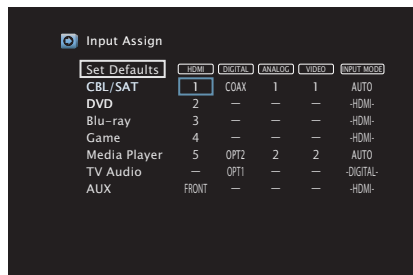 Input Assign
Set Defaults HDMI DIGITAL ANALOG VIDEO INPUT MODE
CBL/SAT 1 COAX 1 1 AUTO
DVD 2 – – – -HDMI-
Blu-ray 3 – – – -HDMI-
Game 4 – – – -HDMI-
Media Player 5 OPT2 2 2 AUTO
TV Audio – OPT1 – – -DIGITAL-
AUX FRONT – – – -HDMI-